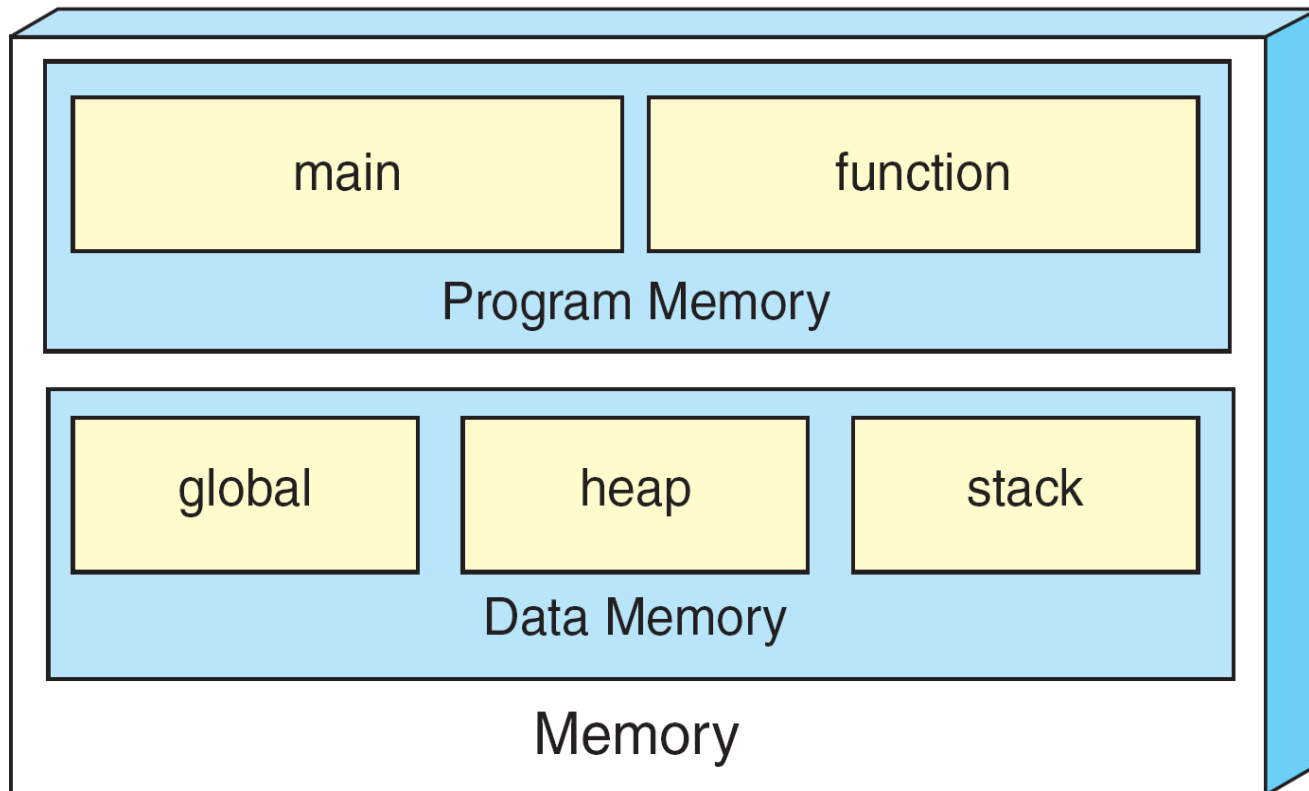 main function
Program Memory
global heap stack
Data Memory
Memory